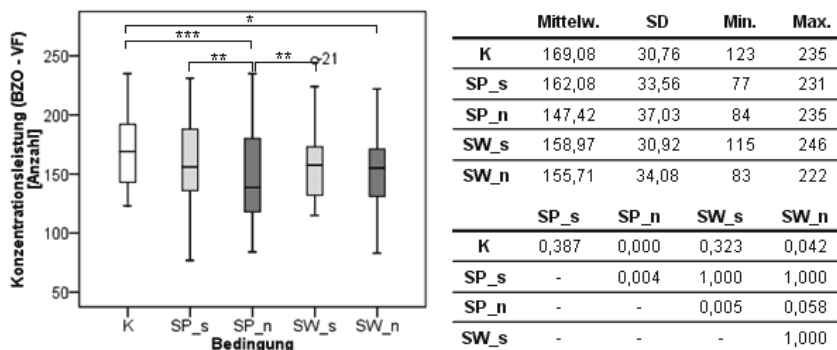 Konzentrationsleistung (BZO - VF)
[Anzahl]
250
200
150
100
50
*
***
**
**
21
K SP_s SP_n SW_s SW_n
Bedingung
Mittelw. SD Min. Max.
K 169,08 30,76 123 235
SP_s 162,08 33,56 77 231
SP_n 147,42 37,03 84 235
SW_s 158,97 30,92 115 246
SW_n 155,71 34,08 83 222
SP_s SP_n SW_s SW_n
K 0,387 0,000 0,323 0,042
SP_s - 0,004 1,000 1,000
SP_n - - 0,005 0,058
SW_s - - - 1,000